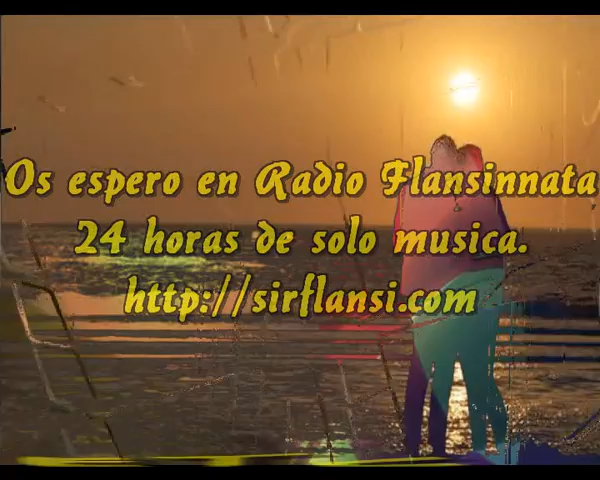 Os espero en Radio Flansinnata
24 horas de solo musica.
http://sirflansi.com